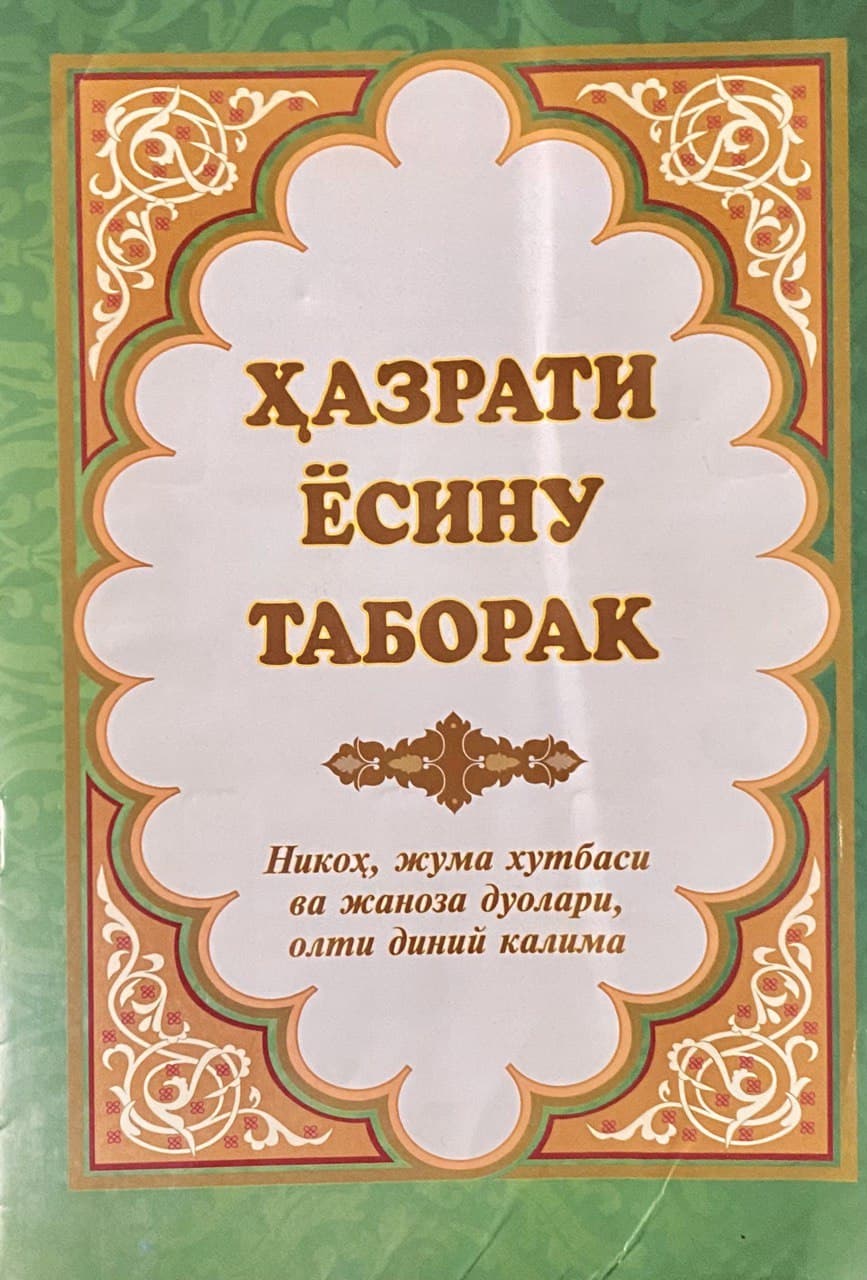 ҲАЗРАТИ
ЁСИНУ
ТАБОРАК
Никоҳ, жума хутбаси
ва жаноза дуолари,
олти диний калима